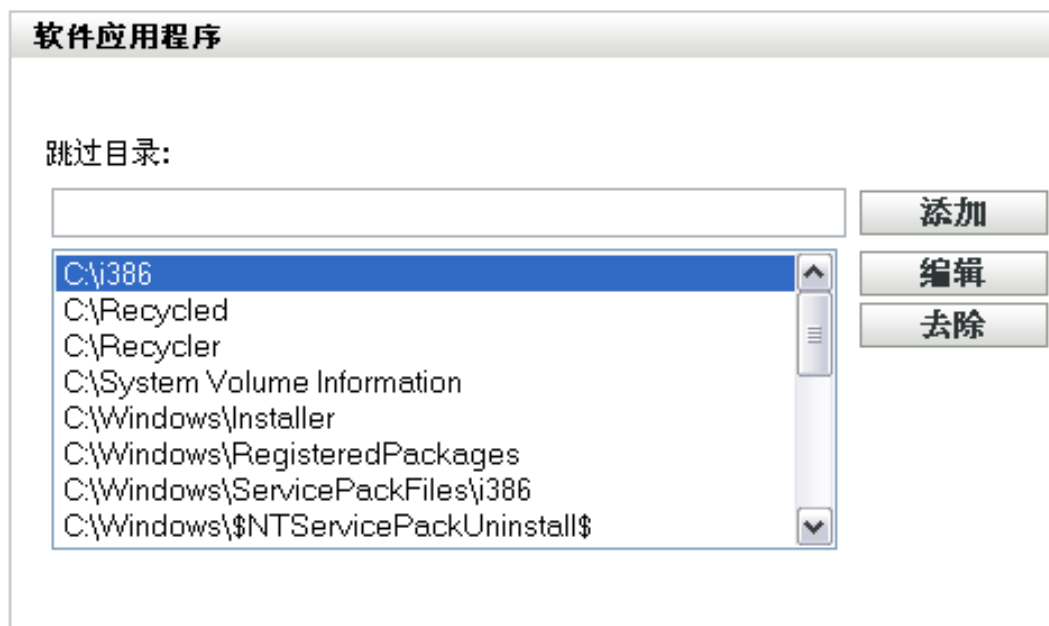 软件应用程序
跳过目录:
添加
C:\i386
编辑
C:\Recycled
去除
C:\Recycler
C:\System Volume Information
C:\Windows\Installer
C:\Windows\RegisteredPackages
C:\Windows\ServicePackFiles\i386
C:\Windows\$NTServicePackUninstall$